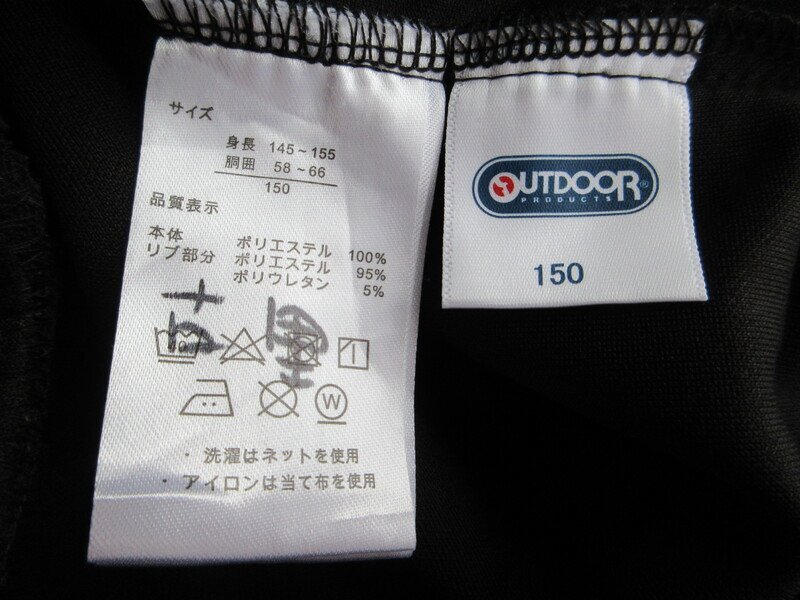 サイズ
身長 145~155
胴囲 58~66
150
品質表示
本体 ポリエステル 100%
リブ部分 ポリエステル 95%
ポリウレタン 5%
40
W
・洗濯はネットを使用
・アイロンは当て布を使用
OUTDOOR®
PRODUCTS
150